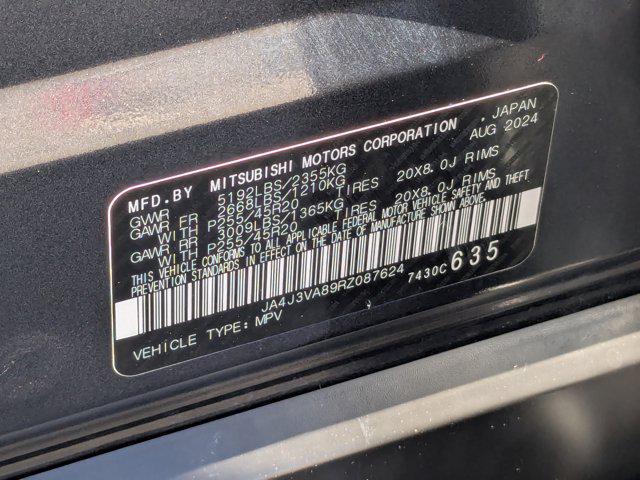 MFD.BY MITSUBISHI MOTORS CORPORATION . JAPAN
GVWR 5192LBS/2355KG AUG 2024
GAWR FR 2668LBS/1210KG
WITH P255/45R20 TIRES 20X8.0J RIMS
GAWR RR 3009LBS/1365KG
WITH P255/45R20 TIRES 20X8.0J RIMS
THIS VEHICLE CONFORMS TO ALL APPLICABLE FEDERAL MOTOR VEHICLE SAFETY AND THEFT
PREVENTION STANDARDS IN EFFECT ON THE DATE OF MANUFACTURE SHOWN ABOVE.
JA4J3VA89RZ087624 7430C 635
VEHICLE TYPE: MPV